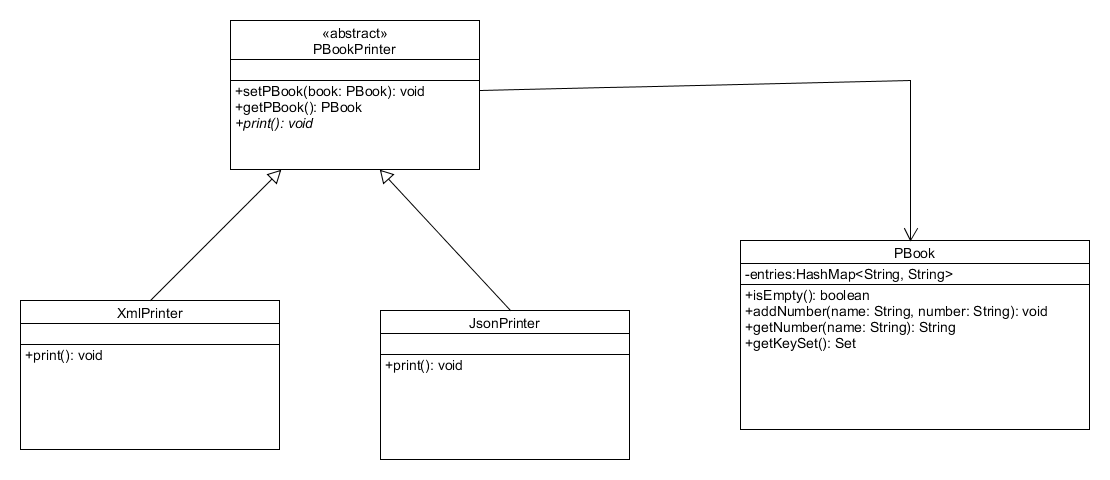 «abstract»
PBookPrinter
+setPBook(book: PBook): void
+getPBook(): PBook
+print(): void
XmlPrinter
+print(): void
JsonPrinter
+print(): void
PBook
-entries:HashMap<String, String>
+isEmpty(): boolean
+addNumber(name: String, number: String): void
+getNumber(name: String): String
+getKeySet(): Set